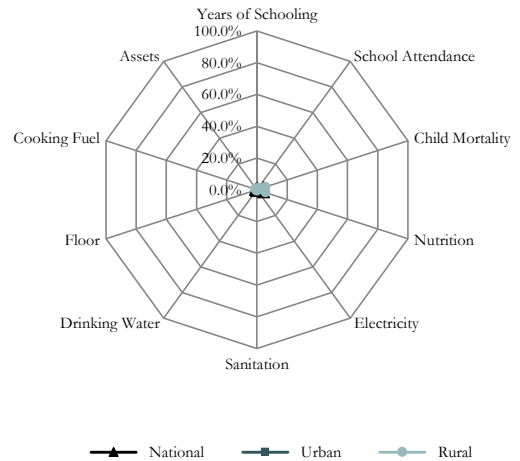 Years of Schooling
100.0%
Assets
School Attendance
80.0%
60.0%
Cooking Fuel
40.0%
Child Mortality
20.0%
0.0%
Floor
Nutrition
Drinking Water
Electricity
Sanitation
National Urban Rural